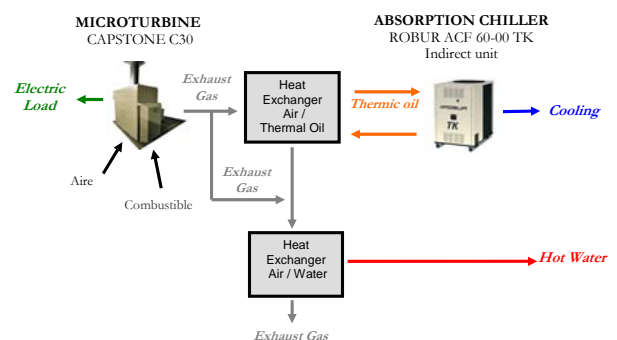 MICROTURBINE
CAPSTONE C30
ABSORPTION CHILLER
ROBUR ACF 60-00 TK
Indirect unit
Electric
Load
Exhaust
Gas
Heat
Exchanger
Air /
Thermal Oil
Thermic oil
ROBUR
TK
Cooling
Aire
Combustible
Exhaust
Gas
Heat
Exchanger
Air / Water
Hot Water
Exhaust Gas